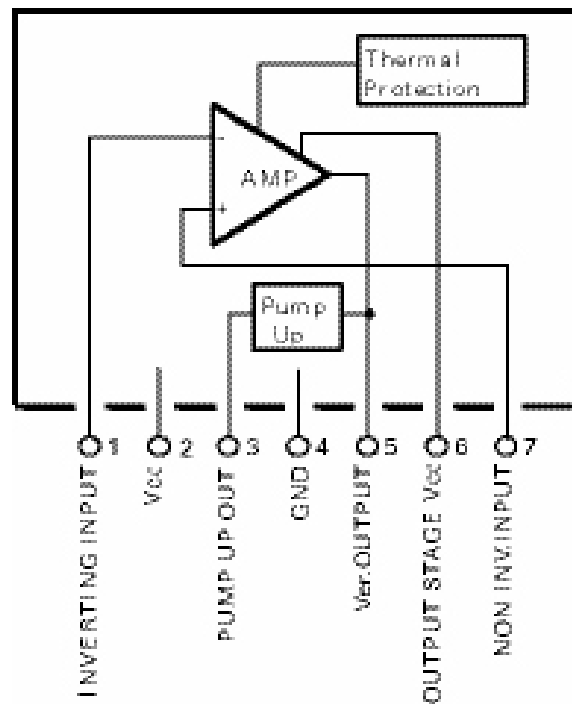 Thermal
Protection
-
AMP
+
Pump
Up
1
2
3
4
5
6
7
INVERTING INPUT
Vcc
PUMP UP OUT
GND
Ver.OUTPUT
OUTPUT STAGE Vcc
NON INV.INPUT